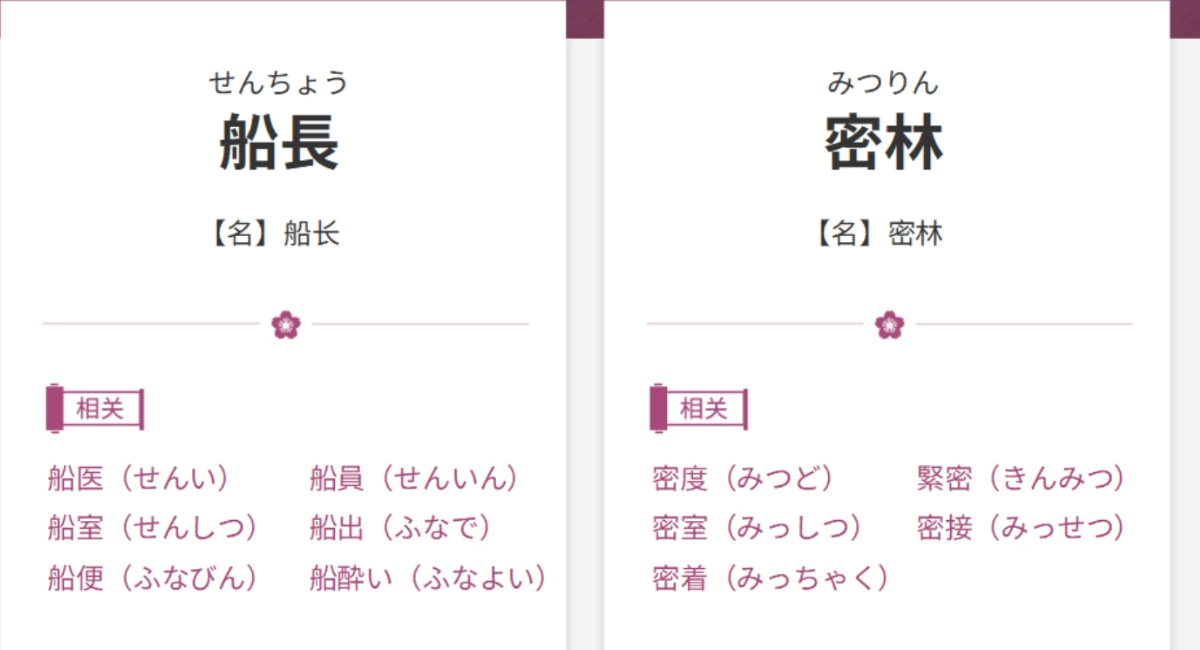 せんちょう
船長
【名】船长
相关
船医（せんい）
船員（せんいん）
船室（せんしつ）
船出（ふなで）
船便（ふなびん）
船酔い（ふなよい）
みつりん
密林
【名】密林
相关
密度（みつど）
緊密（きんみつ）
密室（みっしつ）
密接（みっせつ）
密着（みっちゃく）